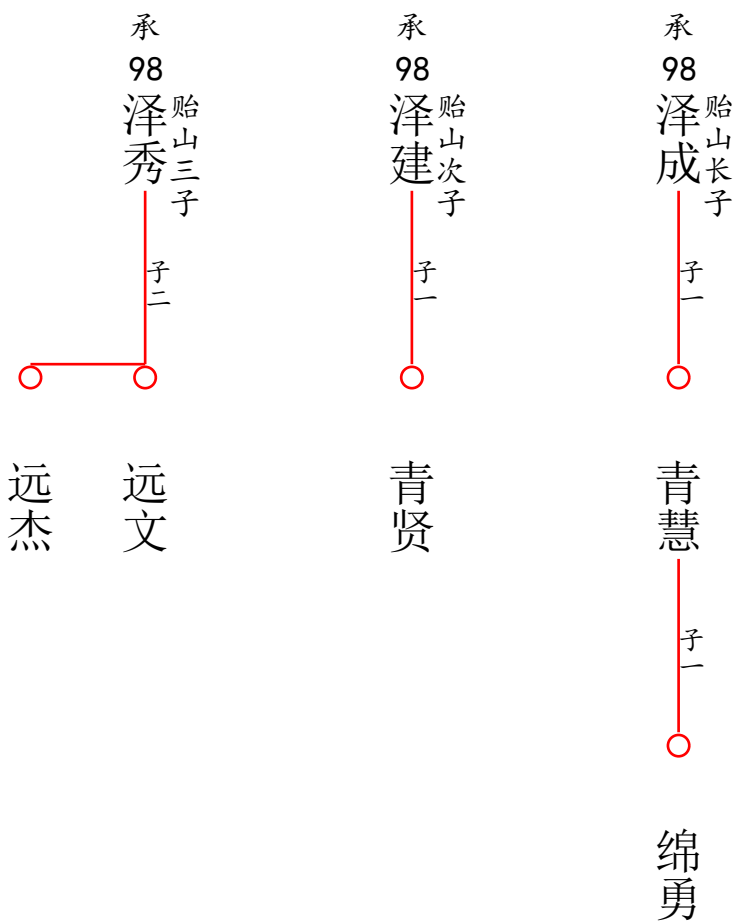 承
98
泽成
贻山长子
子一
青慧
子一
绵勇
承
98
泽建
贻山次子
子一
青贤
承
98
泽秀
贻山三子
子二
远文
远杰